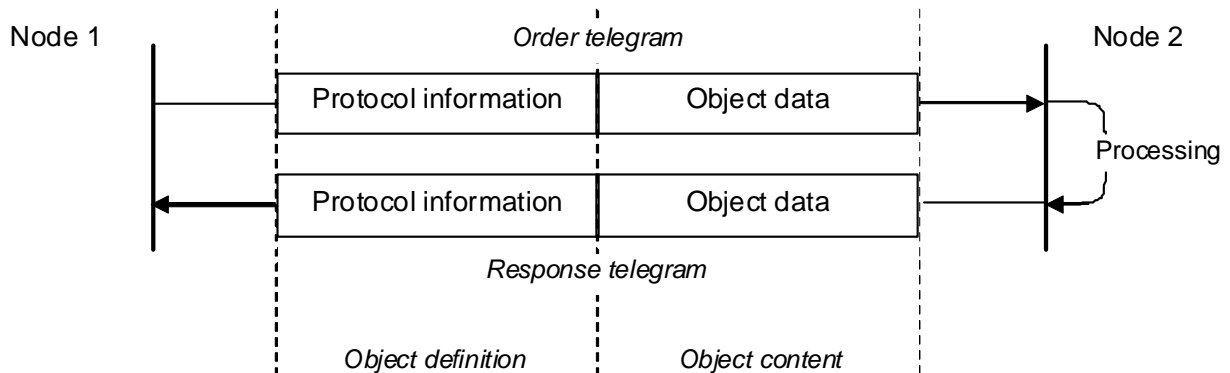 Node 1
Order telegram
Node 2
Protocol information
Object data
Processing
Protocol information
Object data
Response telegram
Object definition
Object content